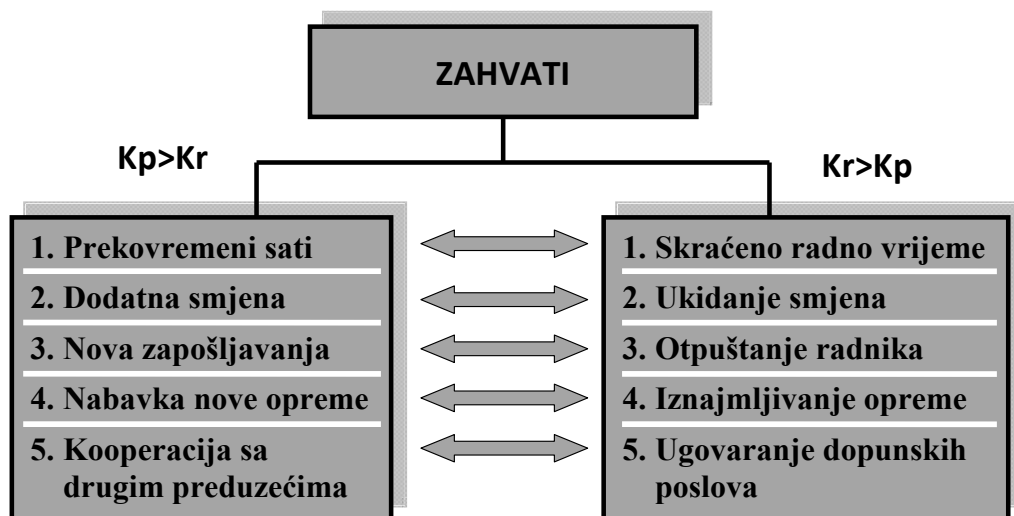 ZAHVATI
Kp>Kr
Kr>Kp
1. Prekovremeni sati
2. Dodatna smjena
3. Nova zapošljavanja
4. Nabavka nove opreme
5. Kooperacija sa
drugim preduzećima
1. Skraćeno radno vrijeme
2. Ukidanje smjena
3. Otpuštanje radnika
4. Iznajmljivanje opreme
5. Ugovaranje dopunskih
poslova